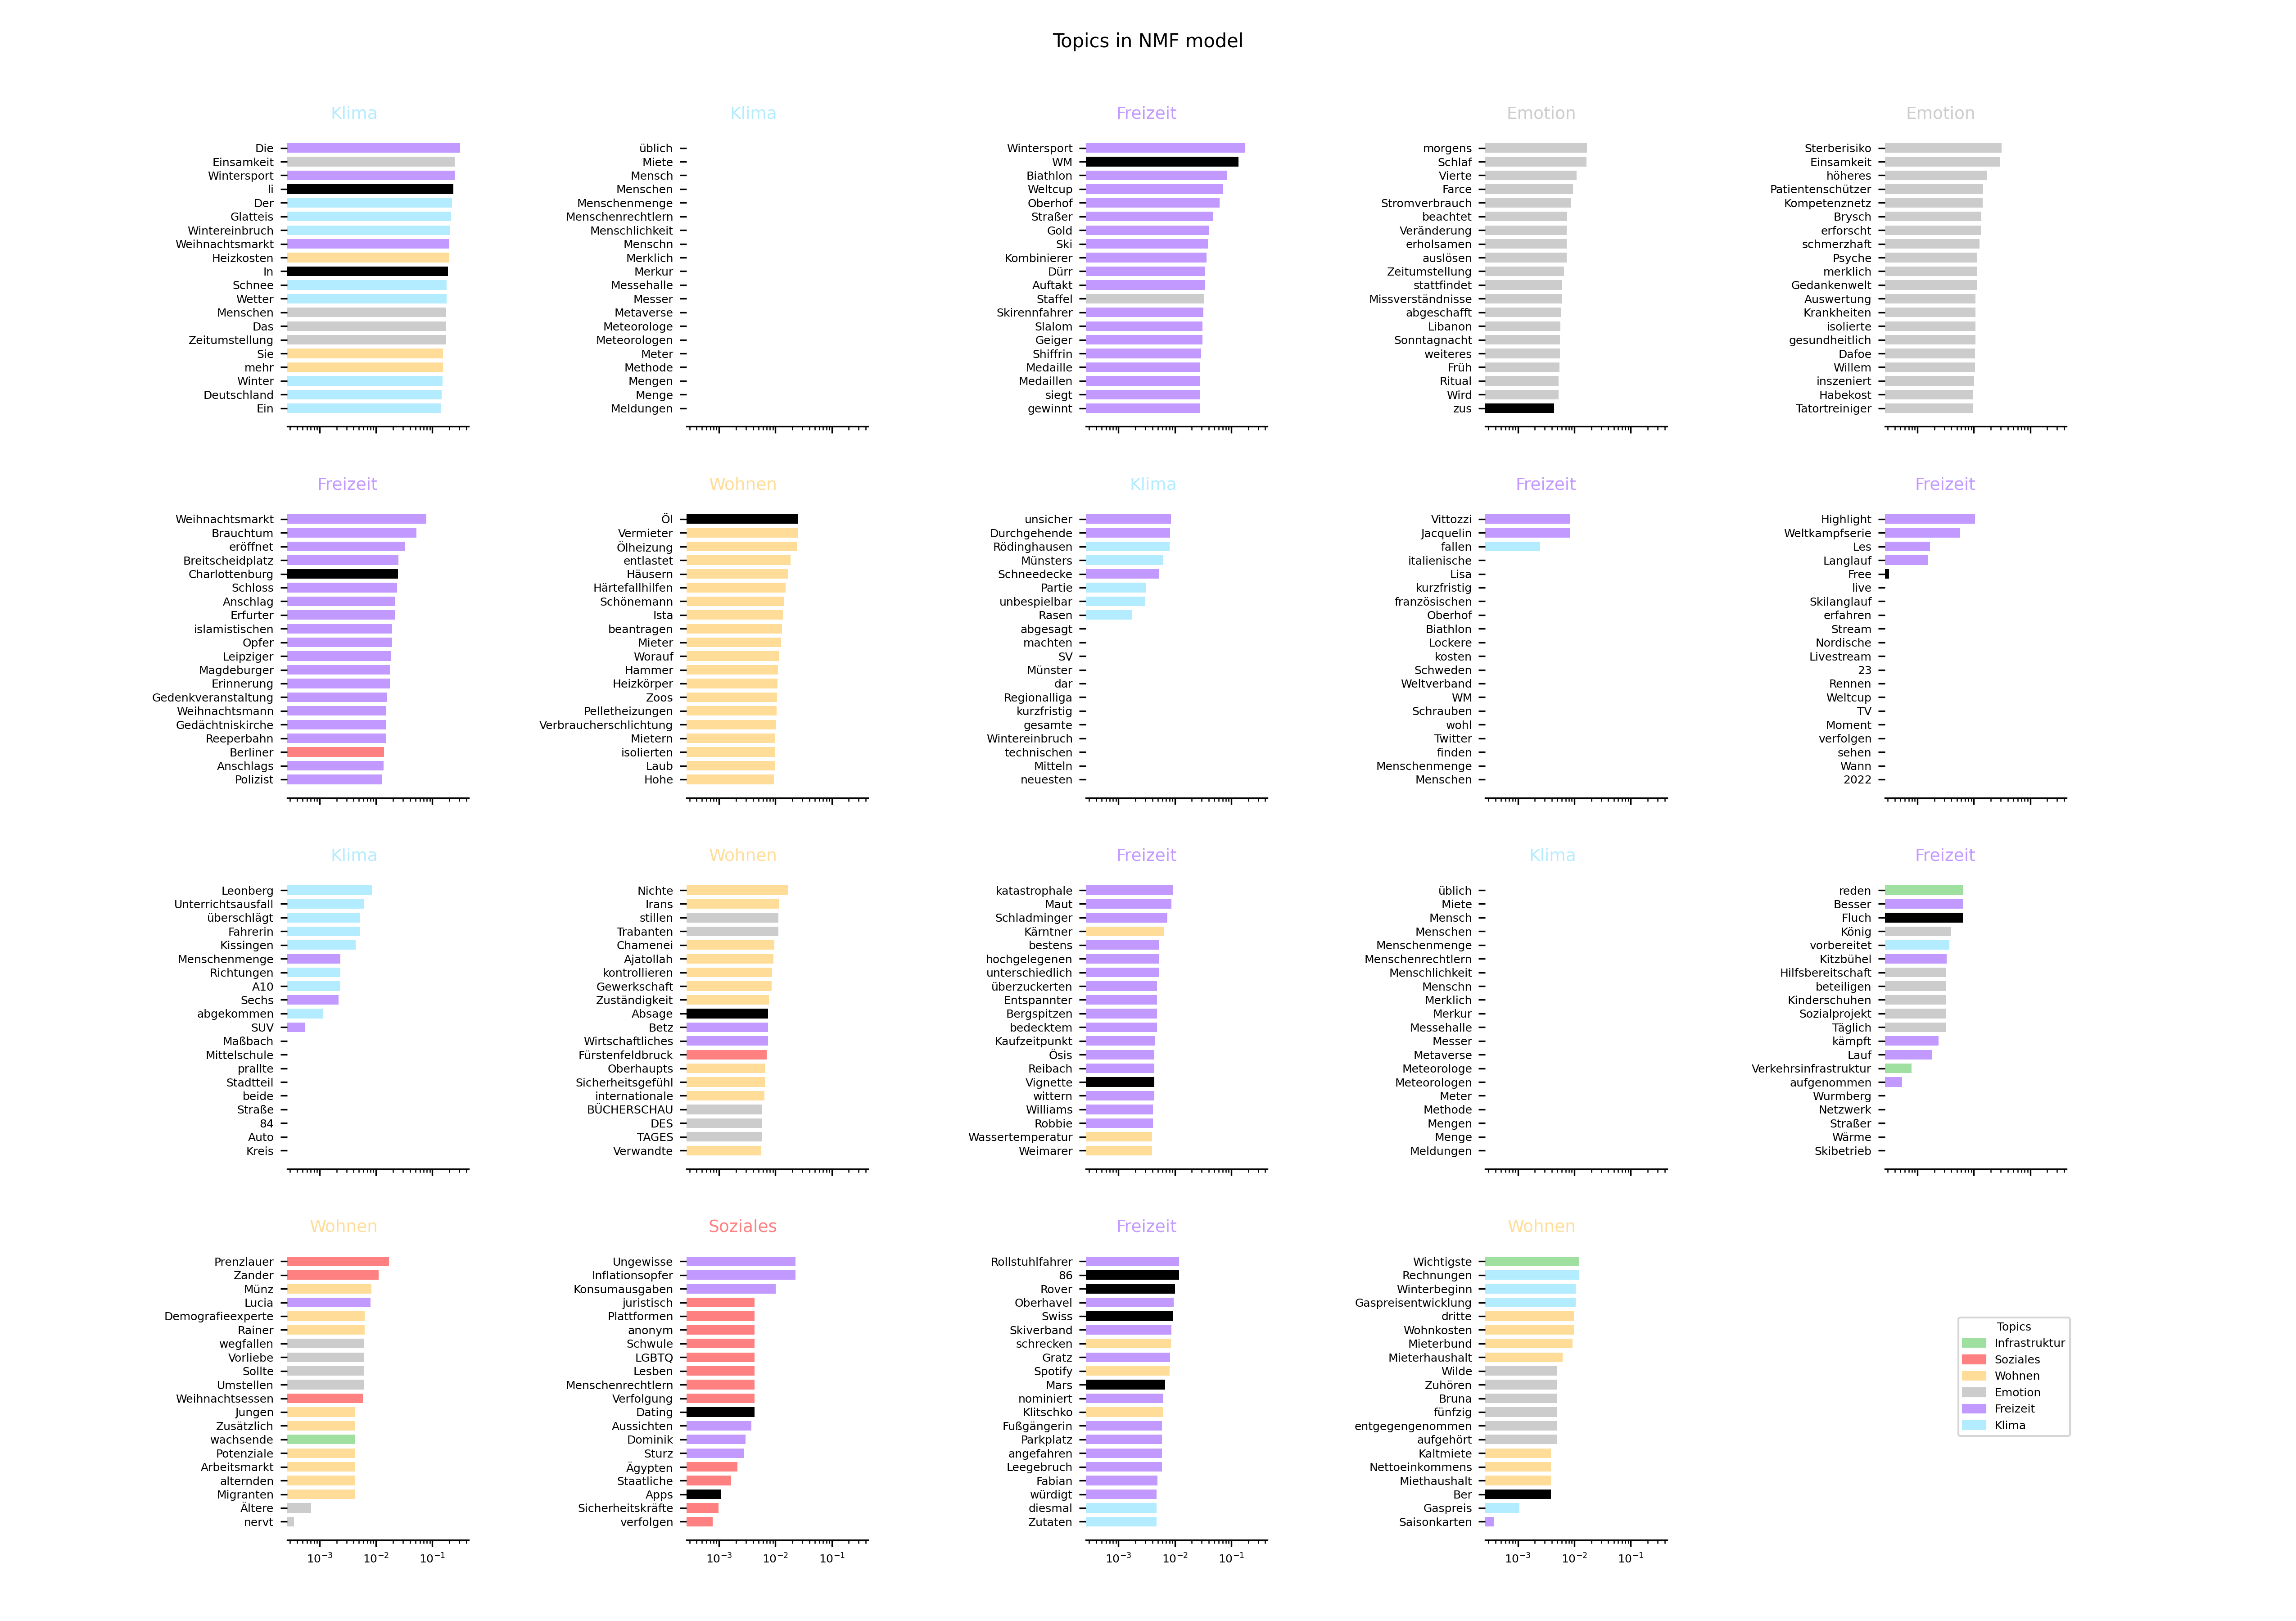 Topics in NMF model
Klima
Die
Einsamkeit
Wintersport
li
Der
Glatteis
Wintereinbruch
Weihnachtsmarkt
Heizkosten
In
Schnee
Wetter
Menschen
Das
Zeitumstellung
Sie
mehr
Winter
Deutschland
Ein
Klima
üblich
Miete
Mensch
Menschen
Menschenmenge
Menschenrechtlern
Menschlichkeit
Menschn
Merklich
Merkur
Messehalle
Messer
Metaverse
Meteorologe
Meteorologen
Meter
Methode
Mengen
Menge
Meldungen
Freizeit
Wintersport
WM
Biathlon
Weltcup
Oberhof
Straßer
Gold
Ski
Kombinierer
Dürr
Auftakt
Staffel
Skirennfahrer
Slalom
Geiger
Shiffrin
Medaille
Medaillen
siegt
gewinnt
Emotion
morgens
Schlaf
Vierte
Farce
Stromverbrauch
beachtet
Veränderung
erholsamen
auslösen
Zeitumstellung
stattfindet
Missverständnisse
abgeschafft
Libanon
Sonntagnacht
weiteres
Früh
Ritual
Wird
zus
Emotion
Sterberisiko
Einsamkeit
höheres
Patientenschützer
Kompetenznetz
Brysch
erforscht
schmerzhaft
Psyche
merklich
Gedankenwelt
Auswertung
Krankheiten
isolierte
gesundheitlich
Dafoe
Willem
inszeniert
Habekost
Tatortreiniger
Freizeit
Weihnachtsmarkt
Brauchtum
eröffnet
Breitscheidplatz
Charlottenburg
Schloss
Anschlag
Erfurter
islamistischen
Opfer
Leipziger
Magdeburger
Erinnerung
Gedenkveranstaltung
Weihnachtsmann
Gedächtniskirche
Reeperbahn
Berliner
Anschlags
Polizist
Wohnen
Öl
Vermieter
Ölheizung
entlastet
Häusern
Härtefallhilfen
Schönemann
Ista
beantragen
Mieter
Worauf
Hammer
Heizkörper
Zoos
Pelletheizungen
Verbraucherschlichtung
Mietern
isolierten
Laub
Hohe
Klima
unsicher
Durchgehende
Rödinghausen
Münsters
Schneedecke
Partie
unbespielbar
Rasen
abgesagt
machten
SV
Münster
dar
Regionalliga
kurzfristig
gesamte
Wintereinbruch
technischen
Mitteln
neuesten
Freizeit
Vittozzi
Jacquelin
fallen
italienische
Lisa
kurzfristig
französischen
Oberhof
Biathlon
Lockere
kosten
Schweden
Weltverband
WM
Schrauben
wohl
Twitter
finden
Menschenmenge
Menschen
Freizeit
Highlight
Weltkampfserie
Les
Langlauf
Free
live
Skilanglauf
erfahren
Stream
Nordische
Livestream
23
Rennen
Weltcup
TV
Moment
verfolgen
sehen
Wann
2022
Klima
Leonberg
Unterrichtsausfall
überschlägt
Fahrerin
Kissingen
Menschenmenge
Richtungen
A10
Sechs
abgekommen
SUV
Maßbach
Mittelschule
prallte
Stadtteil
beide
Straße
84
Auto
Kreis
Wohnen
Nichte
Irans
stillen
Trabanten
Chamenei
Ajatollah
kontrollieren
Gewerkschaft
Zuständigkeit
Absage
Betz
Wirtschaftliches
Fürstenfeldbruck
Oberhaupts
Sicherheitsgefühl
internationale
BÜCHERSCHAU
DES
TAGES
Verwandte
Freizeit
katastrophale
Maut
Schladminger
Kärntner
bestens
hochgelegenen
unterschiedlich
überzuckerten
Entspannter
Bergspitzen
bedecktem
Kaufzeitpunkt
Ösis
Reibach
Vignette
wittern
Williams
Robbie
Wassertemperatur
Weimarer
Klima
üblich
Miete
Mensch
Menschen
Menschenmenge
Menschenrechtlern
Menschlichkeit
Menschn
Merklich
Merkur
Messehalle
Messer
Metaverse
Meteorologe
Meteorologen
Meter
Methode
Mengen
Menge
Meldungen
Freizeit
reden
Besser
Fluch
König
vorbereitet
Kitzbühel
Hilfsbereitschaft
beteiligen
Kinderschuhen
Sozialprojekt
Täglich
kämpft
Lauf
Verkehrsinfrastruktur
aufgenommen
Wurmberg
Netzwerk
Straßer
Wärme
Skibetrieb
Wohnen
Prenzlauer
Zander
Münz
Lucia
Demografieexperte
Rainer
wegfallen
Vorliebe
Sollte
Umstellen
Weihnachtsessen
Jungen
Zusätzlich
wachsende
Potenziale
Arbeitsmarkt
alternden
Migranten
Ältere
nervt
10⁻³ 10⁻² 10⁻¹
Soziales
Ungewisse
Inflationsopfer
Konsumausgaben
juristisch
Plattformen
anonym
Schwule
LGBTQ
Lesben
Menschenrechtlern
Verfolgung
Dating
Aussichten
Dominik
Sturz
Ägypten
Staatliche
Apps
Sicherheitskräfte
verfolgen
10⁻³ 10⁻² 10⁻¹
Freizeit
Rollstuhlfahrer
86
Rover
Oberhavel
Swiss
Skiverband
schrecken
Gratz
Spotify
Mars
nominiert
Klitschko
Fußgängerin
Parkplatz
angefahren
Leegebruch
Fabian
würdigt
diesmal
Zutaten
10⁻³ 10⁻² 10⁻¹
Wohnen
Wichtigste
Rechnungen
Winterbeginn
Gaspreisentwicklung
dritte
Wohnkosten
Mieterbund
Mieterhaushalt
Wilde
Zuhören
Bruna
fünfzig
entgegengenommen
aufgehört
Kaltmiete
Nettoeinkommens
Miethaushalt
Ber
Gaspreis
Saisonkarten
10⁻³ 10⁻² 10⁻¹
Topics
Infrastruktur
Soziales
Wohnen
Emotion
Freizeit
Klima